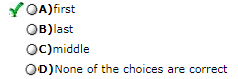 A)first
B)last
C)middle
D)None of the choices are correct